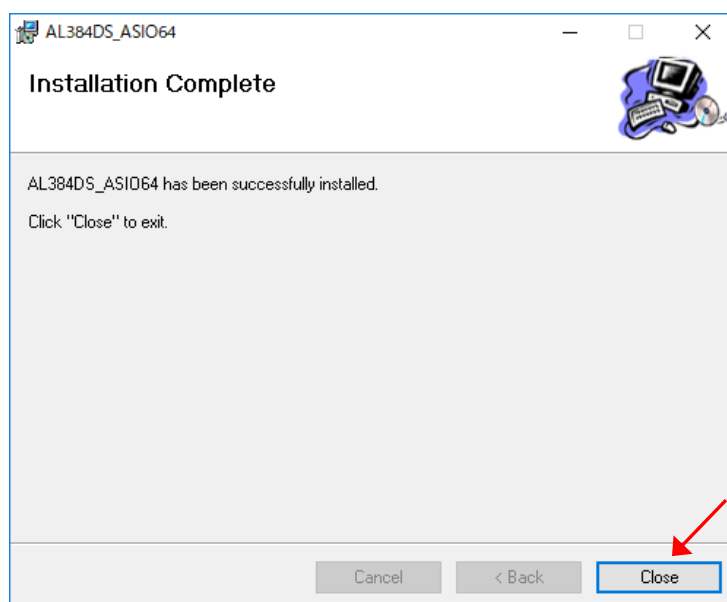 AL384DS_ASIO64
Installation Complete
AL384DS_ASIO64 has been successfully installed.
Click "Close" to exit.
Cancel
< Back
Close